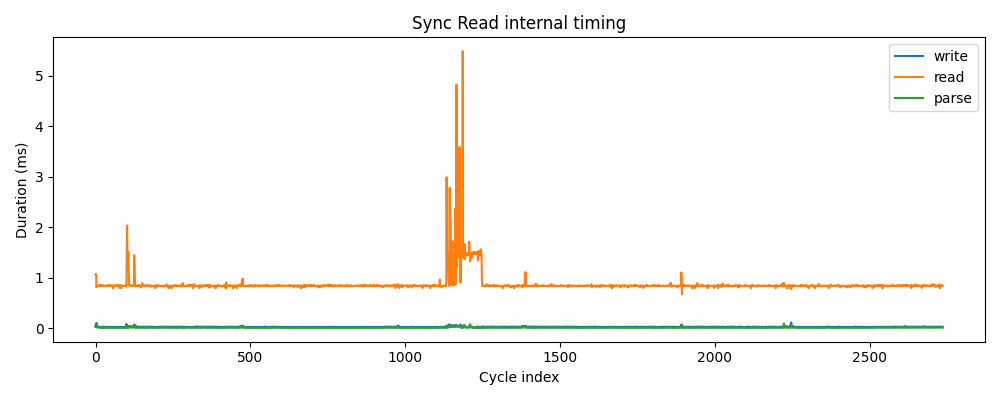 Sync Read internal timing
write
read
parse
Duration (ms)
5
4
3
2
1
0
0 500 1000 1500 2000 2500
Cycle index